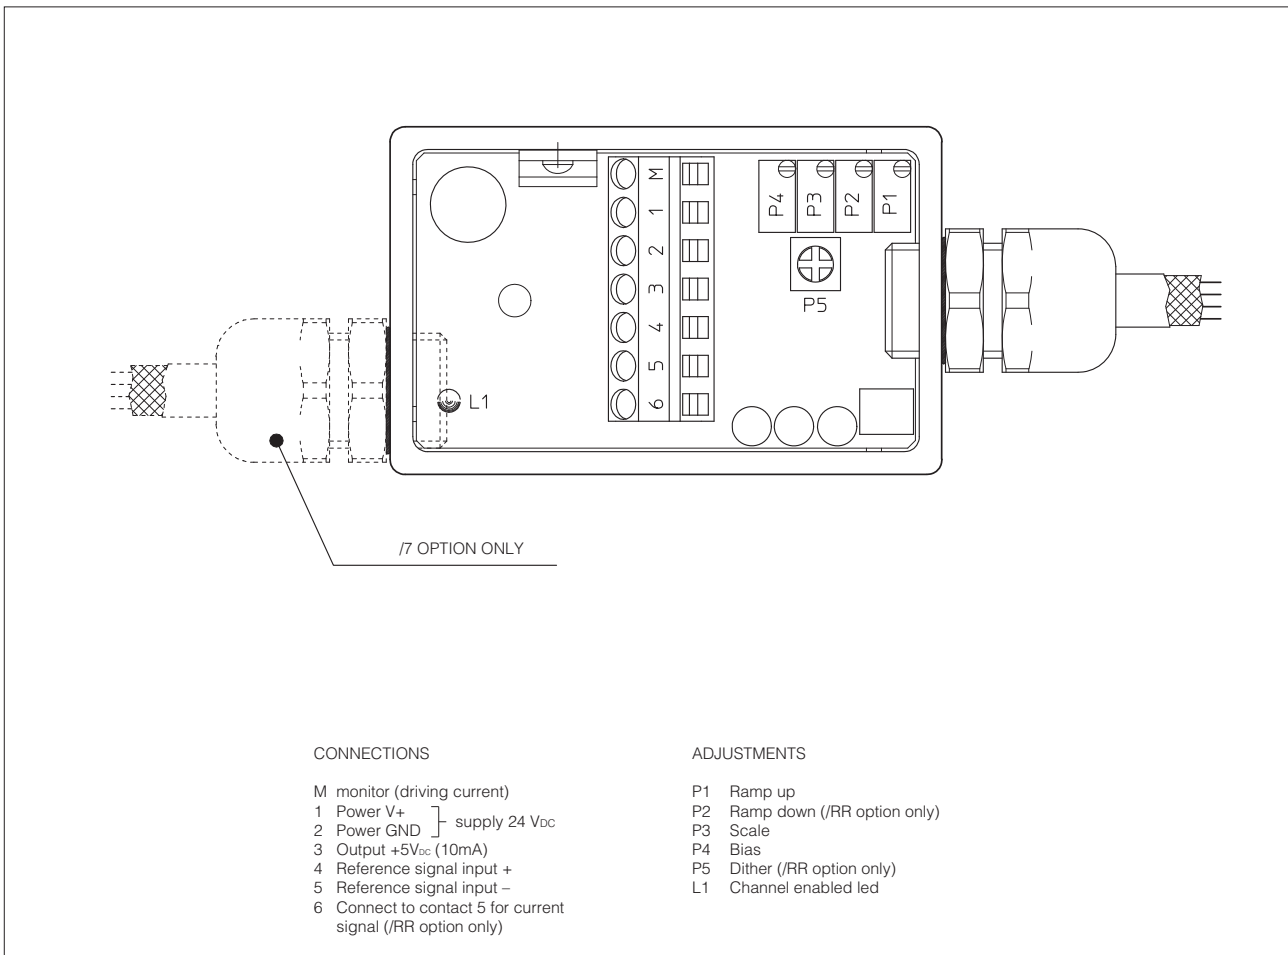 M
1
2
3
4
5
6
P4
P3
P2
P1
P5
L1
/7 OPTION ONLY
CONNECTIONS
M monitor (driving current)
1 Power V+
2 Power GND
supply 24 VDC
3 Output +5VDC (10mA)
4 Reference signal input +
5 Reference signal input –
6 Connect to contact 5 for current
signal (/RR option only)
ADJUSTMENTS
P1 Ramp up
P2 Ramp down (/RR option only)
P3 Scale
P4 Bias
P5 Dither (/RR option only)
L1 Channel enabled led